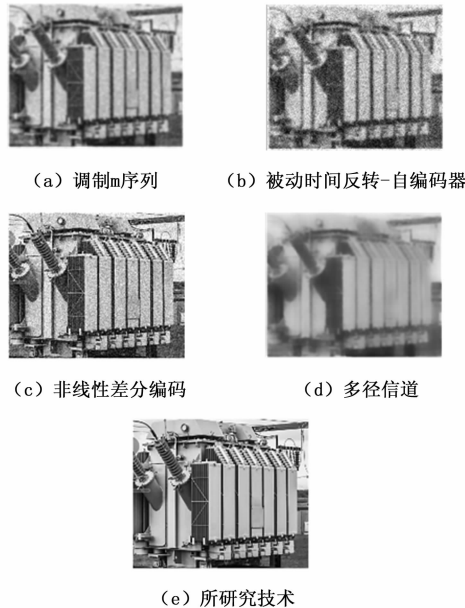 （a）调制m序列
（b）被动时间反转-自编码器
（c）非线性差分编码
（d）多径信道
（e）所研究技术